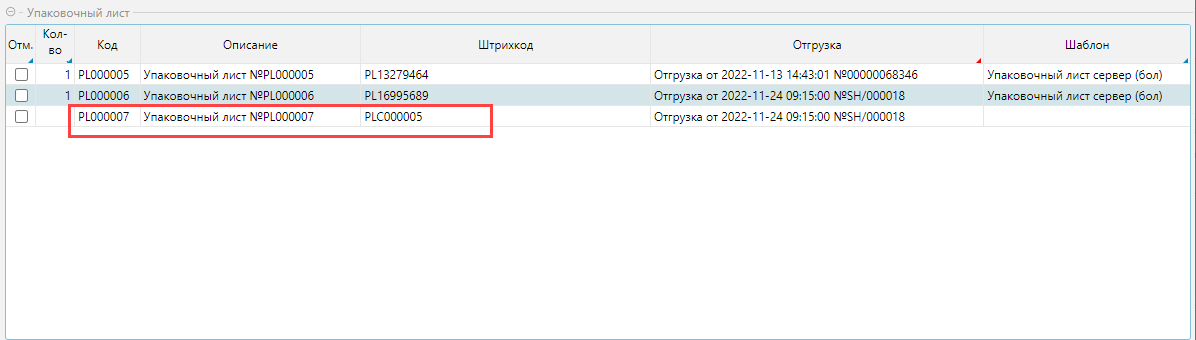 Упаковочный лист
Отм. Кол-во Код Описание Штрихкод Отгрузка Шаблон
1 PL000005 Упаковочный лист №PL000005 PL13279464 Отгрузка от 2022-11-13 14:43:01 №00000068346 Упаковочный лист сервер (бол)
1 PL000006 Упаковочный лист №PL000006 PL16995689 Отгрузка от 2022-11-24 09:15:00 №SH/000018 Упаковочный лист сервер (бол)
PL000007 Упаковочный лист №PL000007 PLC000005 Отгрузка от 2022-11-24 09:15:00 №SH/000018